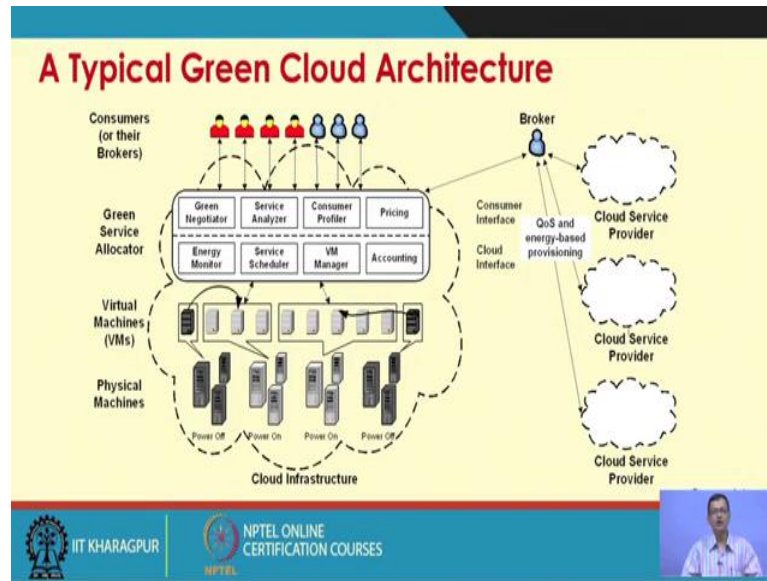 A Typical Green Cloud Architecture
Consumers
(or their
Brokers)
Green
Service
Allocator
Green
Negotiator
Service
Analyzer
Consumer
Profiler
Pricing
Energy
Monitor
Service
Scheduler
VM
Manager
Accounting
Consumer
Interface
Cloud
Interface
Virtual
Machines
(VMs)
Physical
Machines
Power Off
Power On
Power On
Power Off
Cloud Infrastructure
Broker
QoS and
energy-based
provisioning
Cloud Service
Provider
Cloud Service
Provider
Cloud Service
Provider
IIT KHARAGPUR
NPTEL
NPTEL ONLINE
CERTIFICATION COURSES